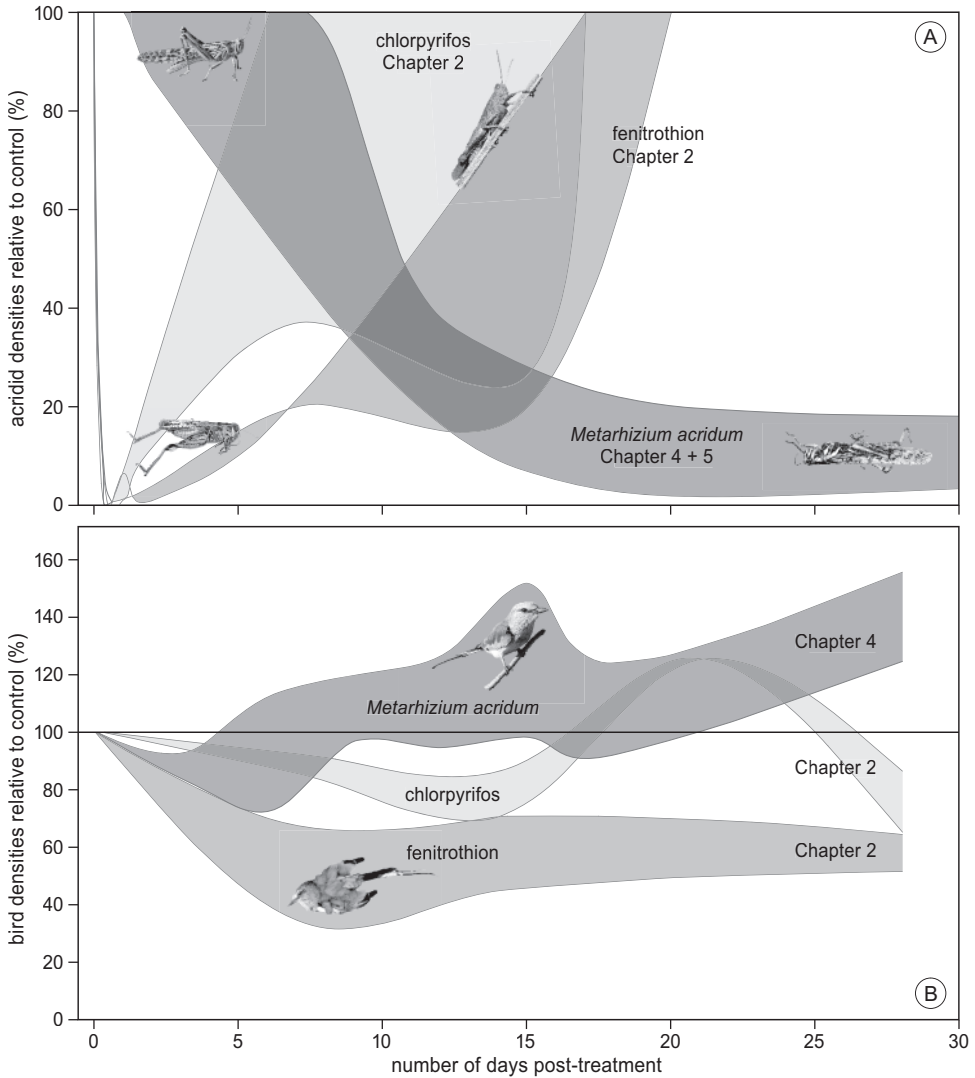 100
80
60
40
20
0
acridid densities relative to control (%)
A
chlorpyrifos
Chapter 2
fenitrothion
Chapter 2
Metarhizium acridum
Chapter 4 + 5
160
140
120
100
80
60
40
20
0
bird densities relative to control (%)
Chapter 4
Metarhizium acridum
Chapter 2
chlorpyrifos
fenitrothion
Chapter 2
B
0 5 10 15 20 25 30
number of days post-treatment